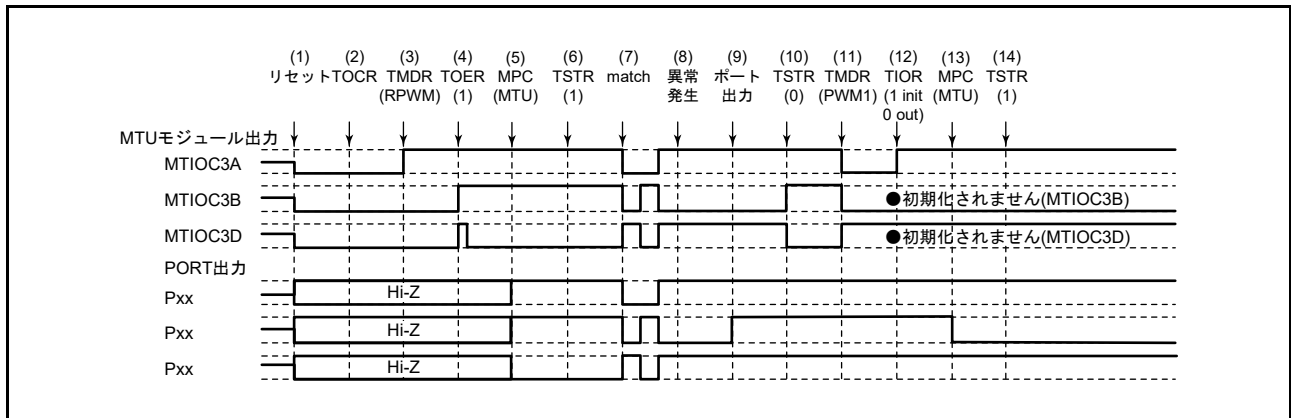 (1) (2) (3) (4) (5) (6) (7) (8) (9) (10) (11) (12) (13) (14)
リセット TOCR TMDR TOER MPC TSTR match 異常 ポート TSTR TMDR TIOR MPC TSTR
(RPWM) (1) (MTU) (1) 発生 出力 (0) (PWM1) (1 init (MTU) (1)
0 out)
MTUモジュール出力
MTIOC3A
MTIOC3B ●初期化されません(MTIOC3B)
MTIOC3D ●初期化されません(MTIOC3D)
PORT出力
Pxx Hi-Z
Pxx Hi-Z
Pxx Hi-Z